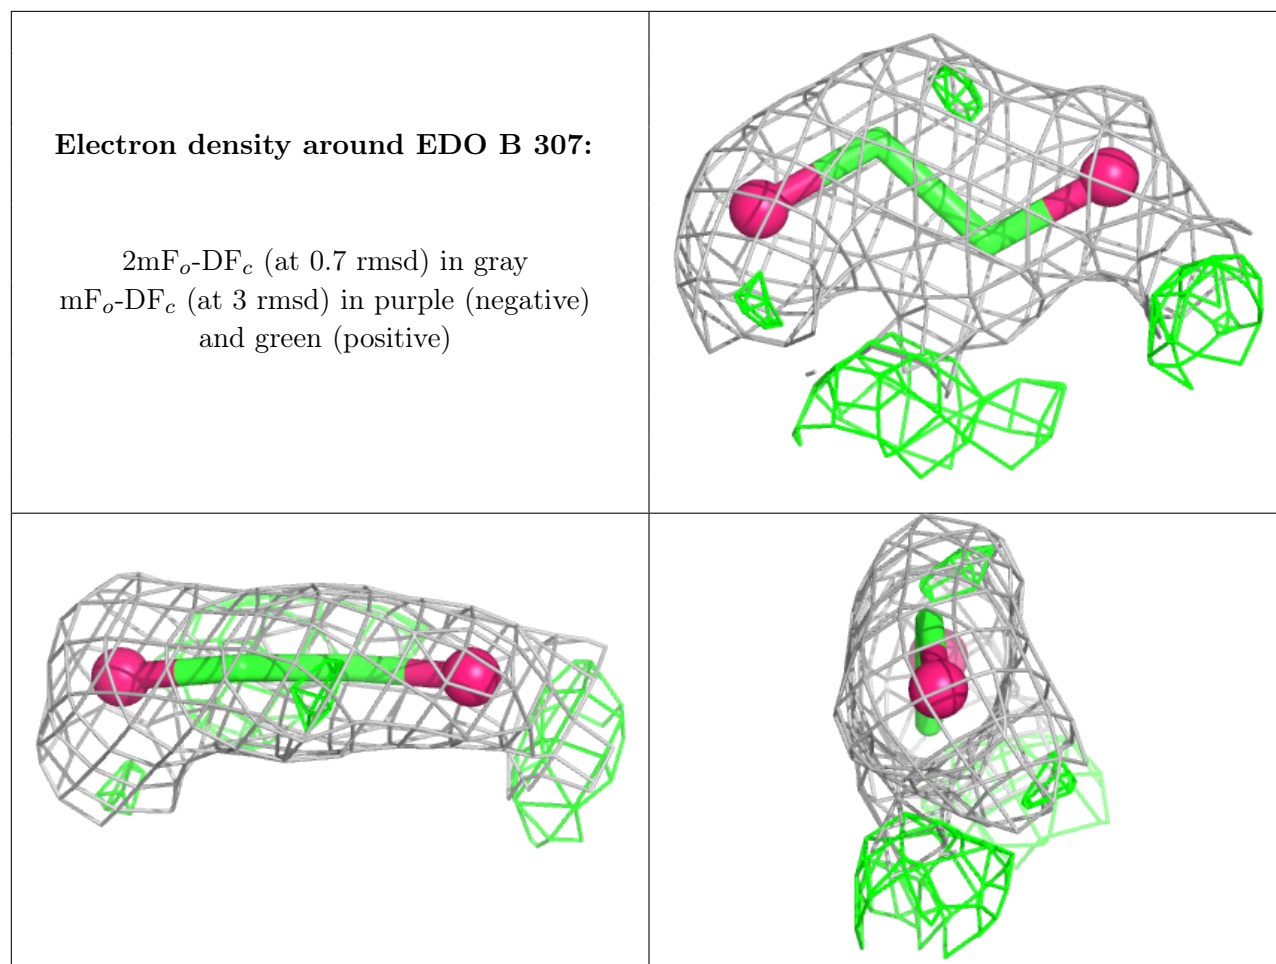 Electron density around EDO B 307:
2mFo-DFc (at 0.7 rmsd) in gray
mFo-DFc (at 3 rmsd) in purple (negative)
and green (positive)